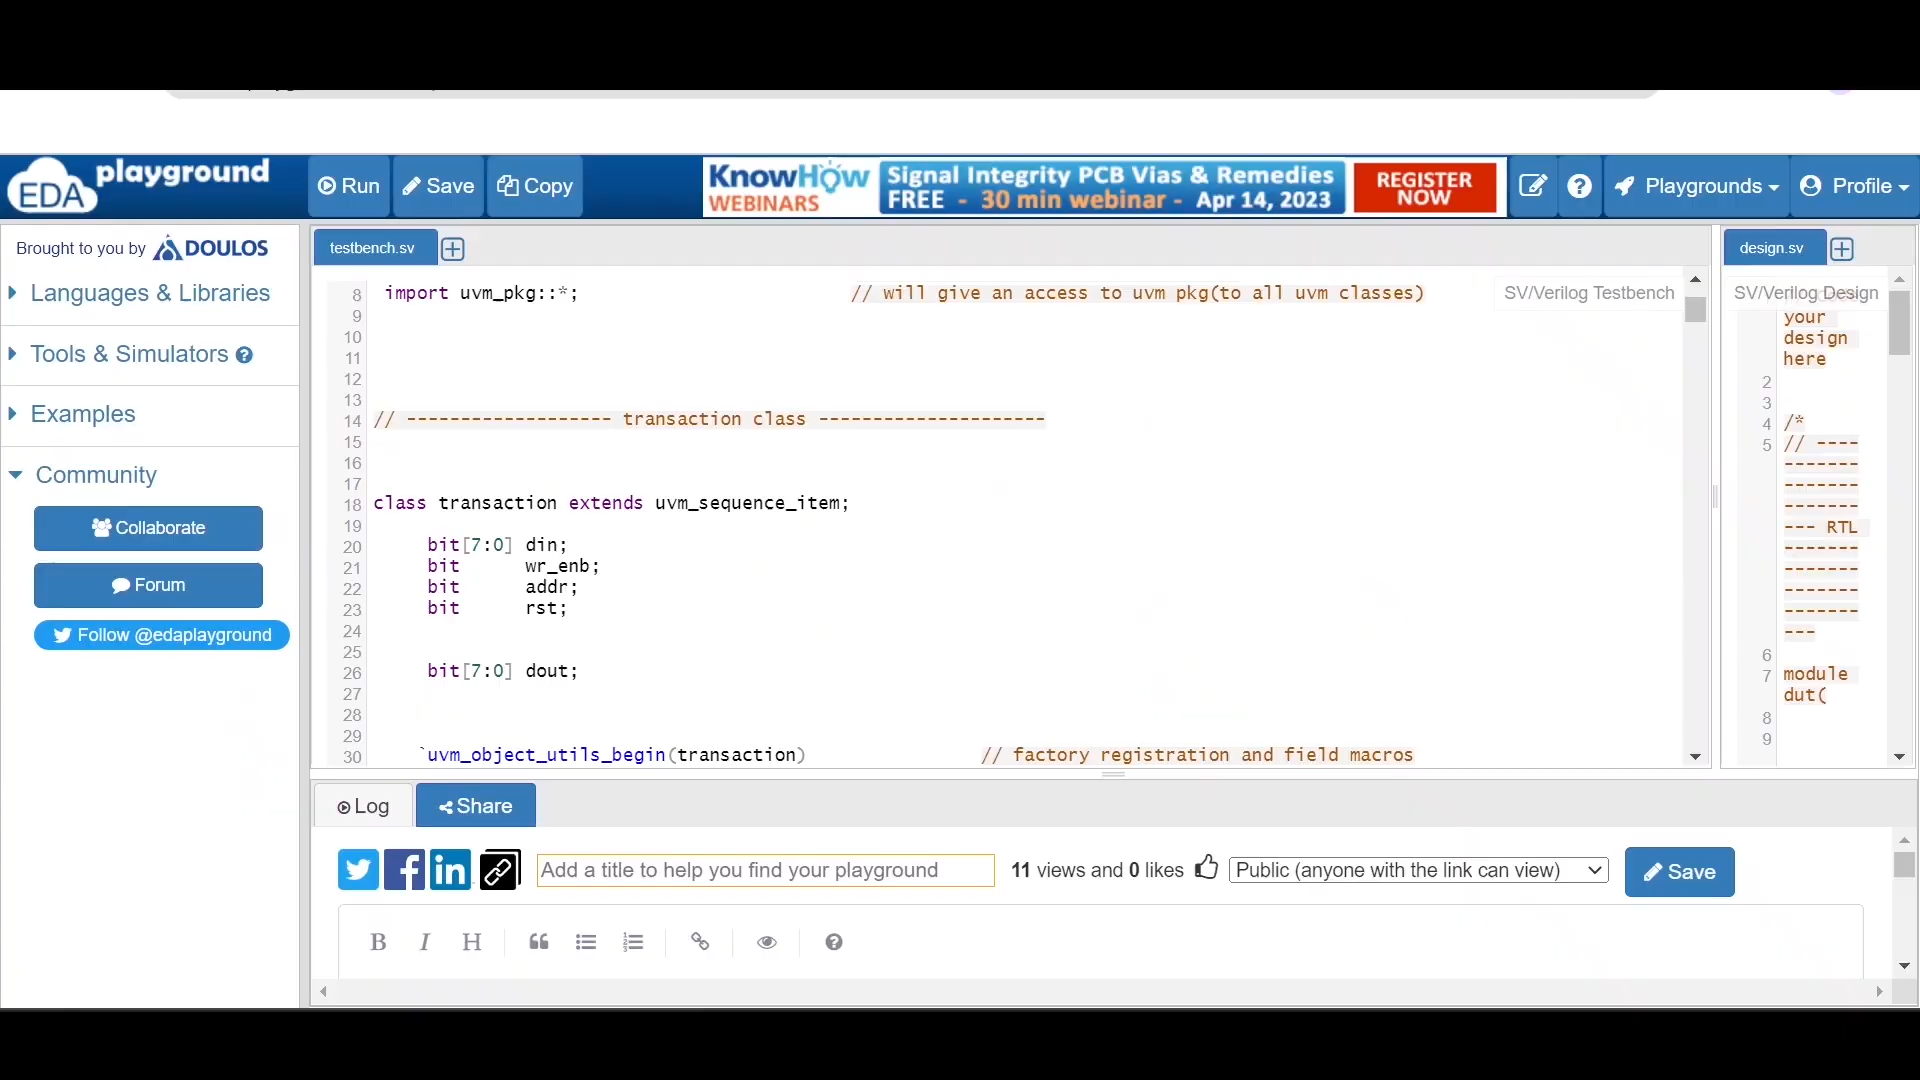 EDA playground
Run
Save
Copy
KnowHow WEBINARS
Signal Integrity PCB Vias & Remedies
FREE - 30 min webinar - Apr 14, 2023
REGISTER NOW
Playgrounds
Profile
Brought to you by DOULOS
Languages & Libraries
Tools & Simulators
Examples
Community
Collaborate
Forum
Follow @edaplayground
testbench.sv
SV/Verilog Testbench
8 import uvm_pkg::*; // will give an access to uvm pkg(to all uvm classes)
9
10
11
12
13
14 // ------------------- transaction class ---------------------
15
16
17
18 class transaction extends uvm_sequence_item;
19
20 bit[7:0] din;
21 bit wr_enb;
22 bit addr;
23 bit rst;
24
25
26 bit[7:0] dout;
27
28
29
30 `uvm_object_utils_begin(transaction) // factory registration and field macros
design.sv
SV/Verilog Design
your
design
here
2
3
4 /*
5 // ----
-------
-------
-------
--- RTL
-------
-------
-------
-------
---
6
7 module
dut(
8
9
Log
Share
Add a title to help you find your playground
11 views and 0 likes
Public (anyone with the link can view)
Save
B I H